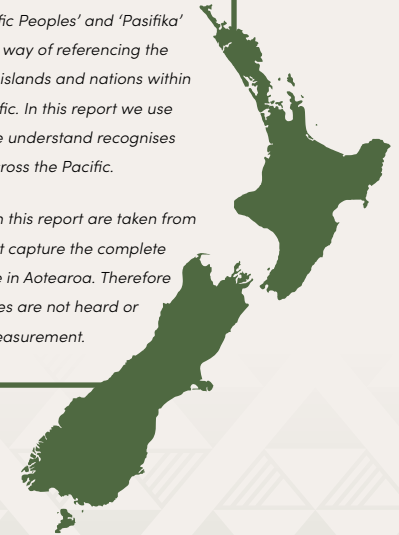 fic Peoples’ and ‘Pasifika’
way of referencing the
islands and nations within
fic. In this report we use
e understand recognises
ross the Pacific.
n this report are taken from
t capture the complete
e in Aotearoa. Therefore
es are not heard or
easurement.